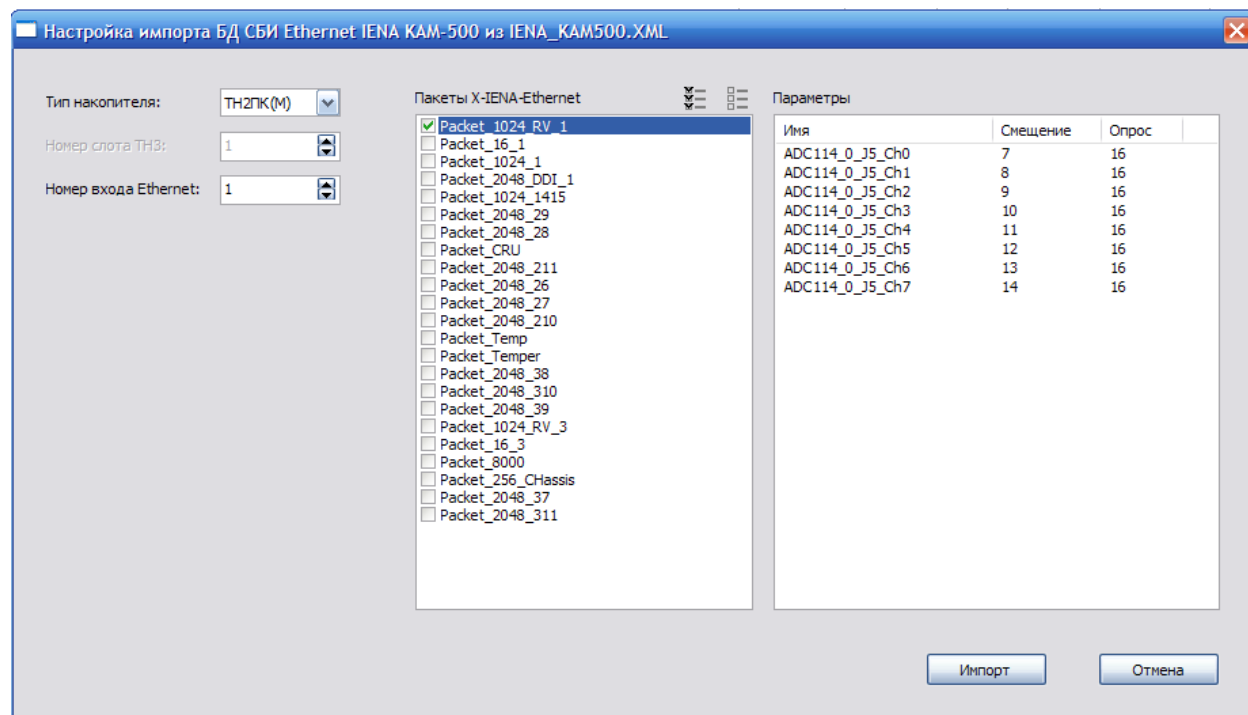 Настройка импорта БД СБИ Ethernet IENA КАМ-500 из IENA_KAM500.XML
Тип накопителя: ТН2ПК(М)
Номер слота ТН3: 1
Номер входа Ethernet: 1
Пакеты X-IENA-Ethernet
Packet_1024_RV_1
Packet_16_1
Packet_1024_1
Packet_2048_DDI_1
Packet_1024_1415
Packet_2048_29
Packet_2048_28
Packet_CRU
Packet_2048_211
Packet_2048_26
Packet_2048_27
Packet_2048_210
Packet_Temp
Packet_Temper
Packet_2048_38
Packet_2048_310
Packet_2048_39
Packet_1024_RV_3
Packet_16_3
Packet_8000
Packet_256_CHassis
Packet_2048_37
Packet_2048_311
Параметры
Имя Смещение Опрос
ADC114_0_J5_Ch0 7 16
ADC114_0_J5_Ch1 8 16
ADC114_0_J5_Ch2 9 16
ADC114_0_J5_Ch3 10 16
ADC114_0_J5_Ch4 11 16
ADC114_0_J5_Ch5 12 16
ADC114_0_J5_Ch6 13 16
ADC114_0_J5_Ch7 14 16
Импорт Отмена